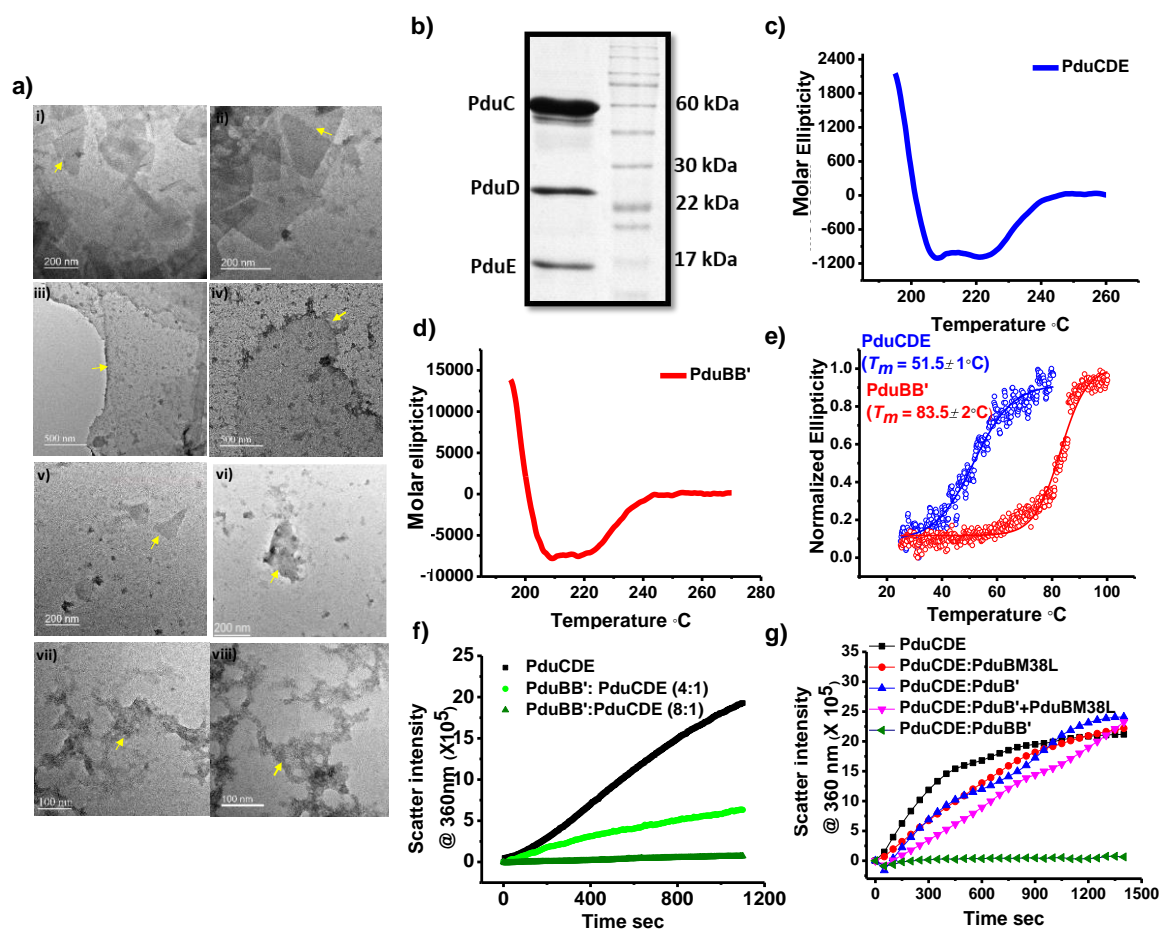 a)
i)
200 nm
ii)
200 nm
iii)
500 nm
iv)
500 nm
v)
200 nm
vi)
200 nm
vii)
100 nm
viii)
100 nm
b)
PduC
PduD
PduE
60 kDa
30 kDa
22 kDa
17 kDa
c)
PduCDE
Molar Ellipticity
2400
1800
1200
600
0
-600
-1200
200
220
240
260
Temperature °C
d)
PduBB'
Molar ellipticity
15000
10000
5000
0
-5000
-10000
200
220
240
260
280
Temperature °C
e)
PduCDE
(Tm = 51.5±1°C)
PduBB'
(Tm = 83.5±2°C)
Normalized Ellipticity
1.0
0.8
0.6
0.4
0.2
0.0
20
40
60
80
100
Temperature °C
f)
PduCDE
PduBB': PduCDE (4:1)
PduBB':PduCDE (8:1)
Scatter intensity
@ 360nm (X10⁵)
25
20
15
10
5
0
0
400
800
1200
Time sec
g)
PduCDE
PduCDE:PduBM38L
PduCDE:PduB'
PduCDE:PduB'+PduBM38L
PduCDE:PduBB'
Scatter intensity
@ 360 nm (X 10⁵)
35
30
25
20
15
10
5
0
0
300
600
900
1200
1500
Time sec